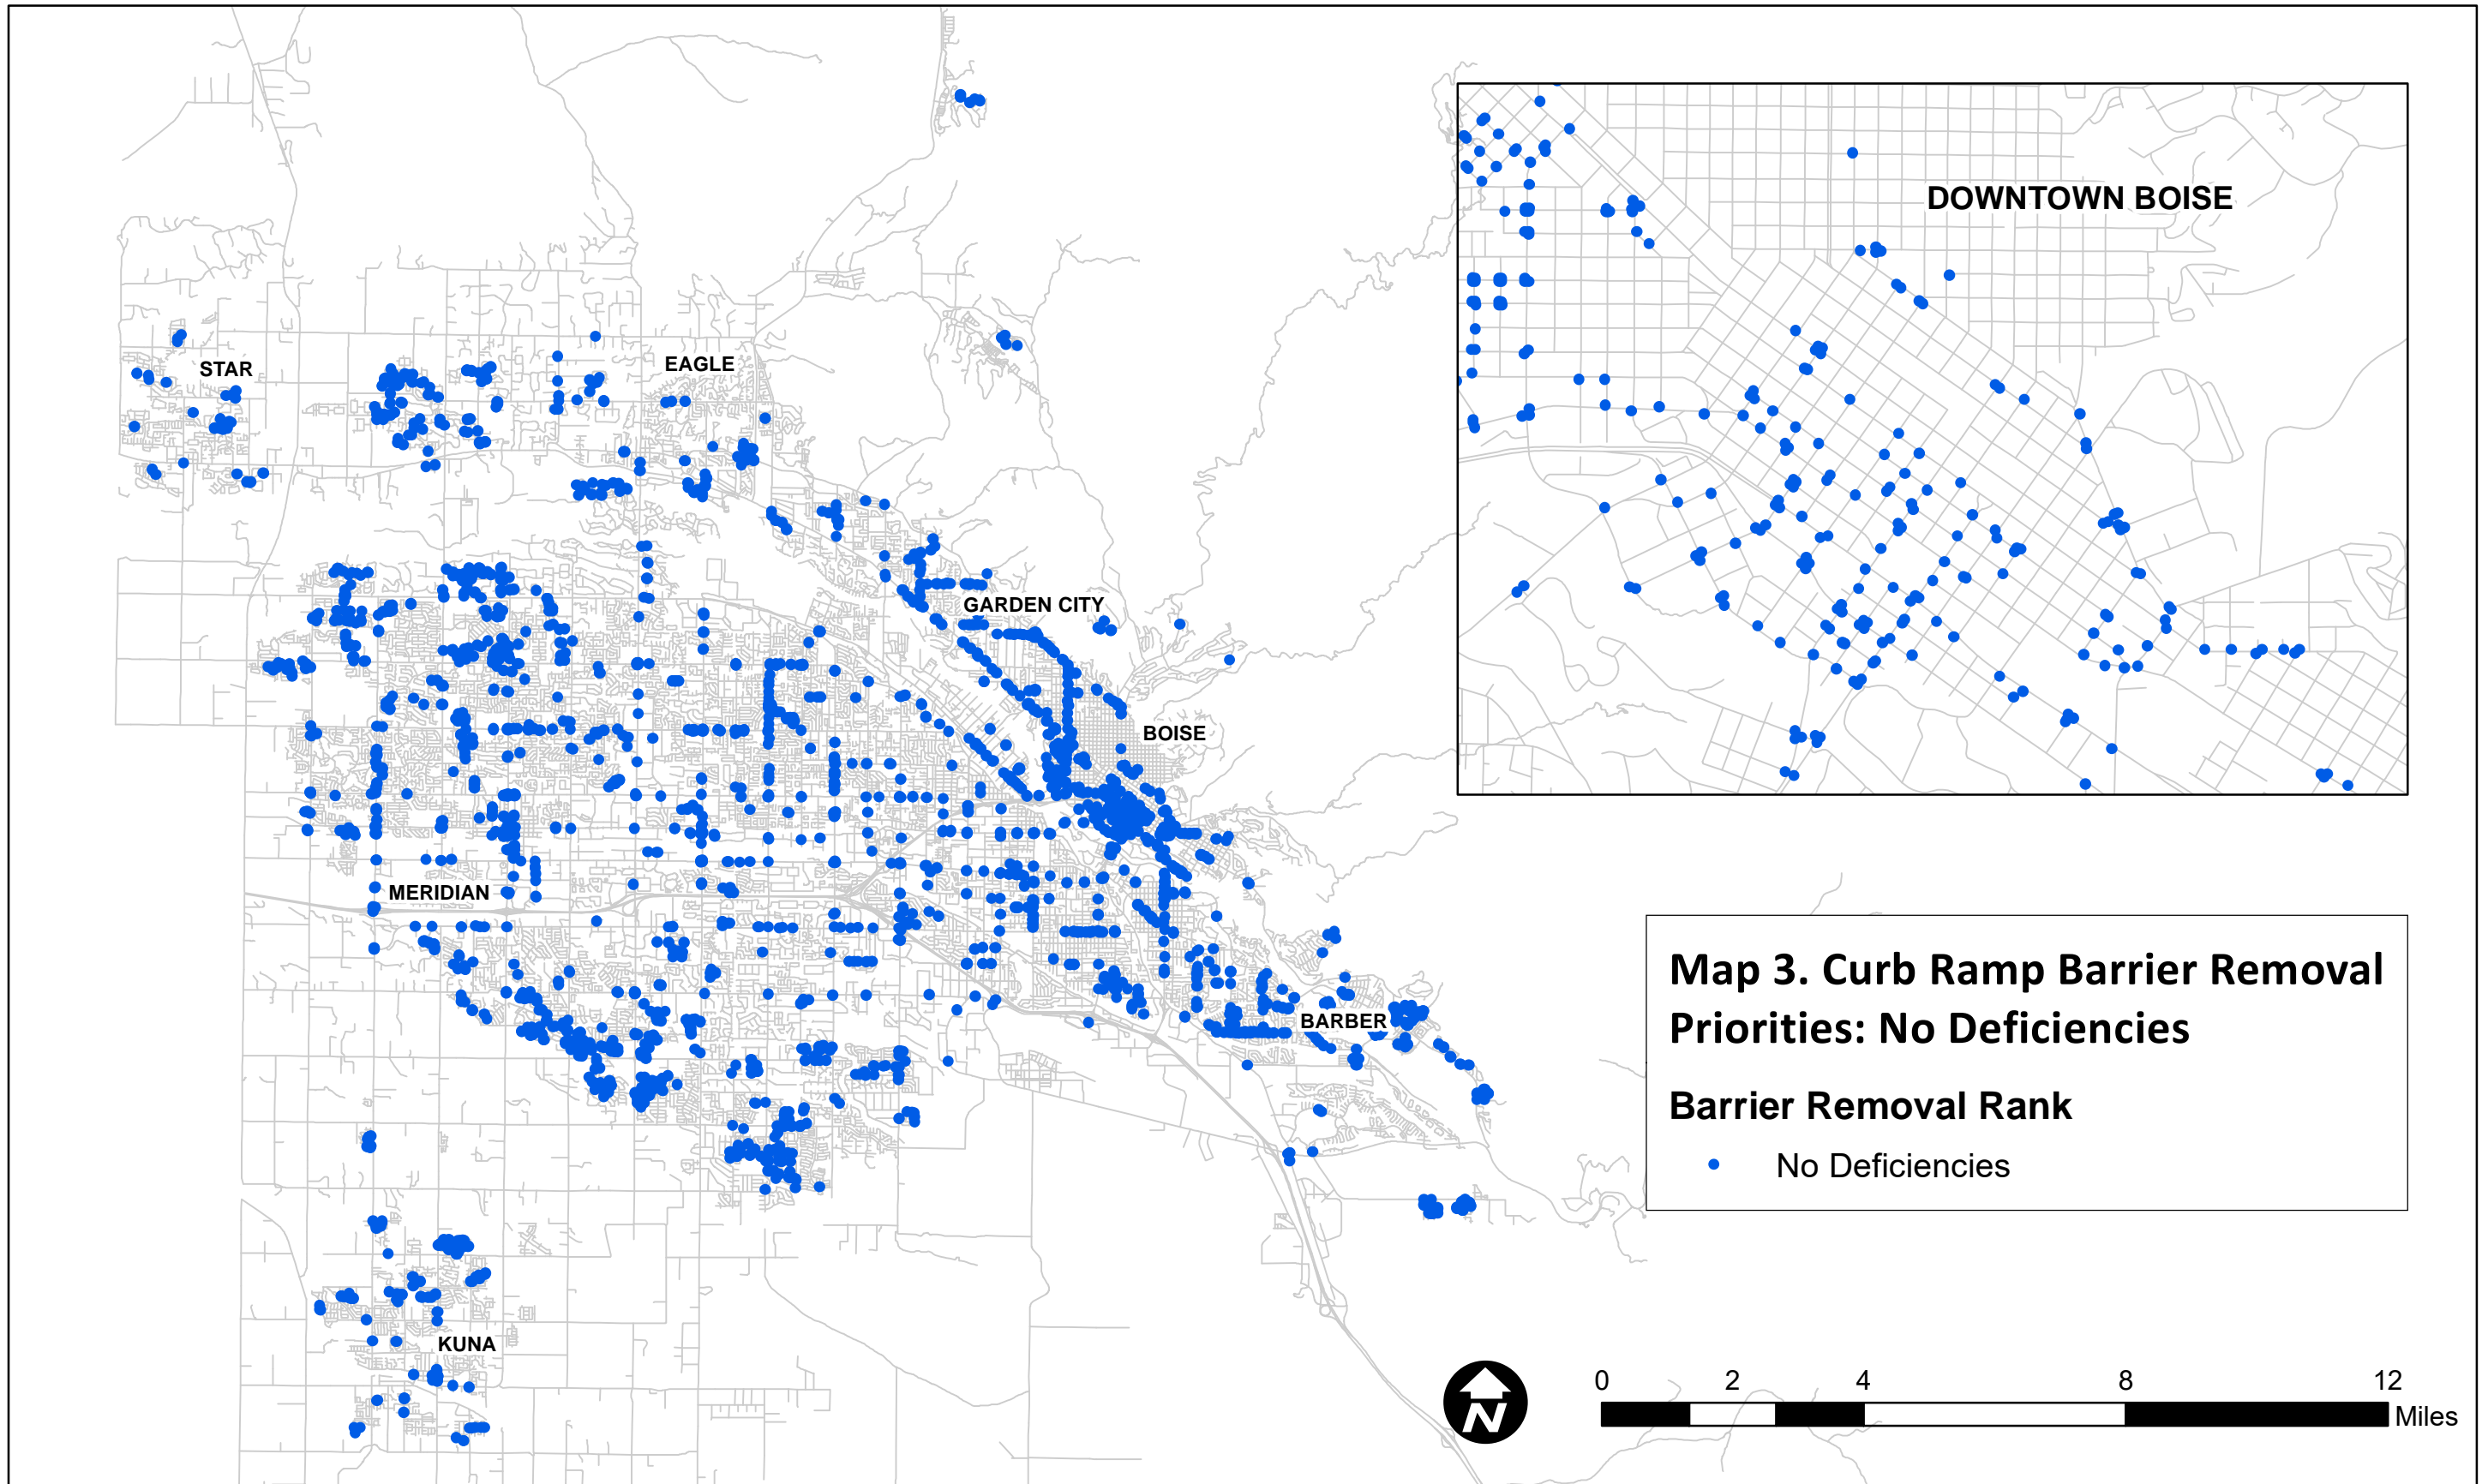 DOWNTOWN BOISE
STAR
EAGLE
GARDEN CITY
BOISE
MERIDIAN
BARBER
KUNA
Map 3. Curb Ramp Barrier Removal
Priorities: No Deficiencies
Barrier Removal Rank
No Deficiencies
N
0 2 4 8 12
Miles